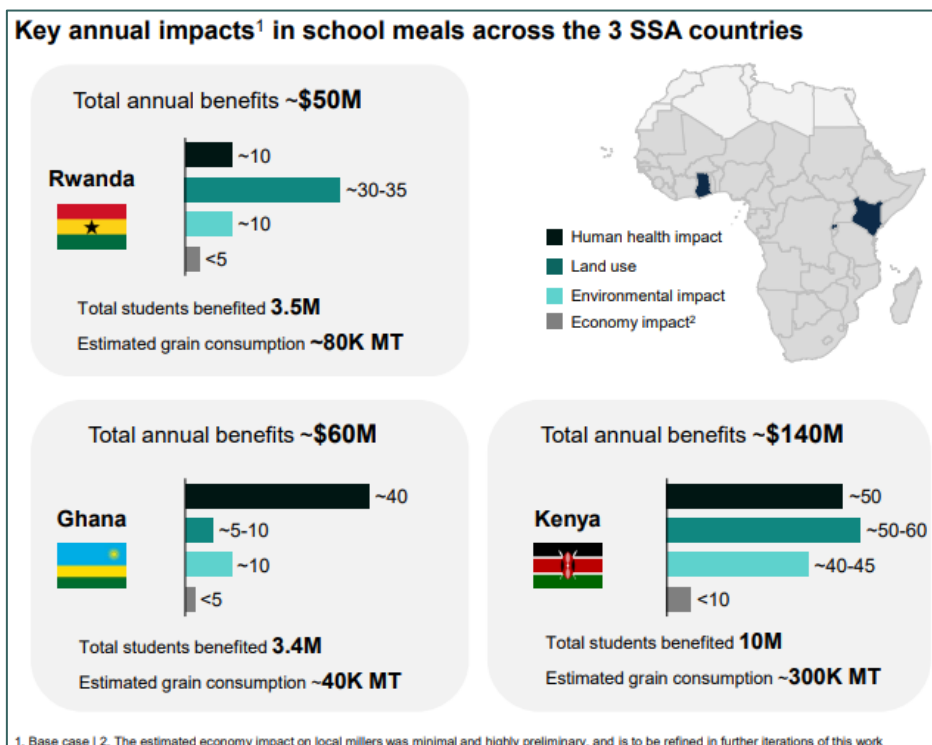 Key annual impacts¹ in school meals across the 3 SSA countries
Total annual benefits ~$50M
Rwanda
~10
~30-35
~10
<5
Total students benefited 3.5M
Estimated grain consumption ~80K MT
Human health impact
Land use
Environmental impact
Economy impact²
Total annual benefits ~$60M
Ghana
~40
~5-10
~10
<5
Total students benefited 3.4M
Estimated grain consumption ~40K MT
Total annual benefits ~$140M
Kenya
~50
~50-60
~40-45
<10
Total students benefited 10M
Estimated grain consumption ~300K MT
1. Base case | 2. The estimated economy impact on local millers was minimal and highly preliminary, and is to be refined in further iterations of this work